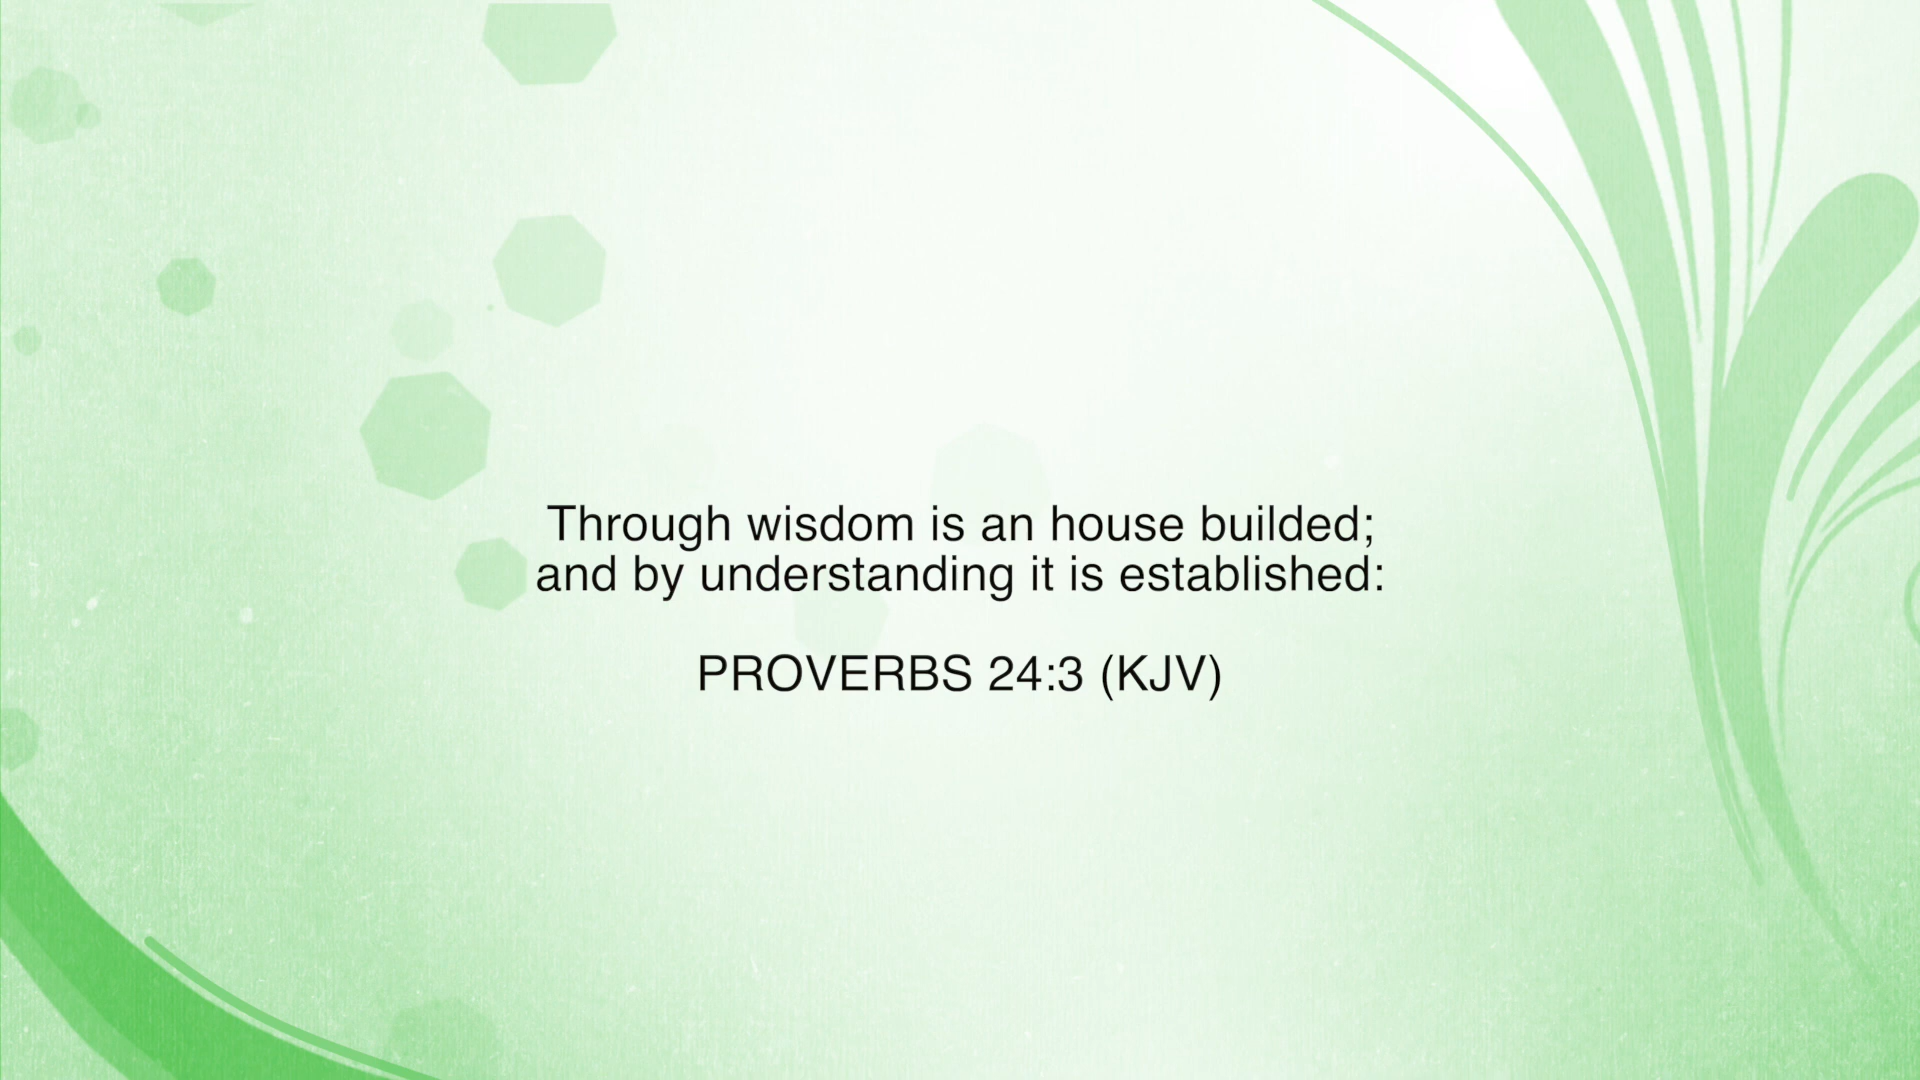 Through wisdom is an house builded;
and by understanding it is established:
PROVERBS 24:3 (KJV)